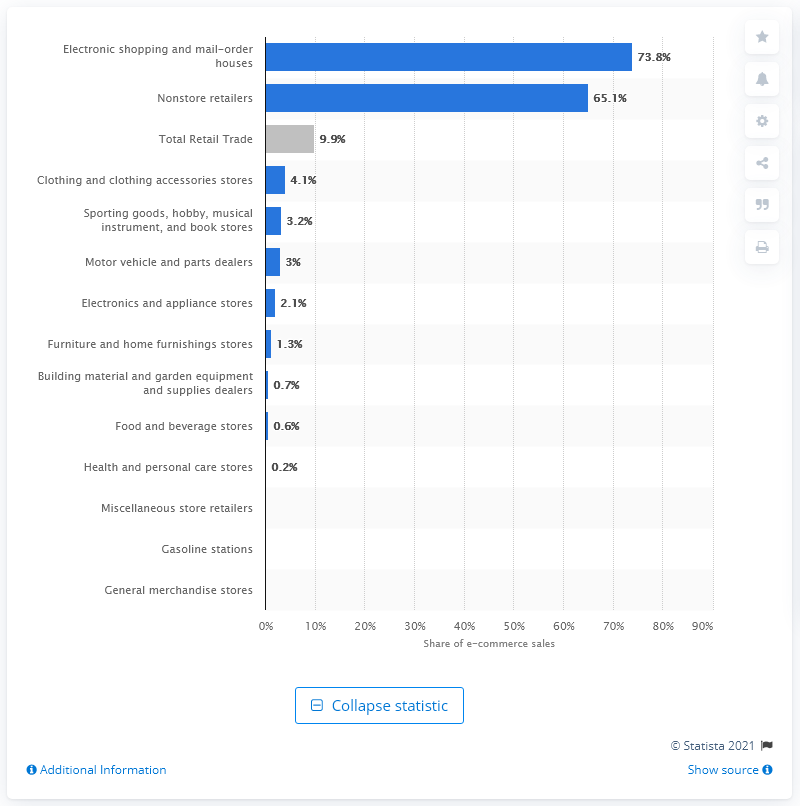 Electronic shopping and mail-order
houses
73.8%
Nonstore retailers
65.1%
Total Retail Trade
9.9%
Clothing and clothing accessories stores
4.1%
Sporting goods, hobby, musical
instrument, and book stores
3.2%
Motor vehicle and parts dealers
3%
Electronics and appliance stores
2.1%
Furniture and home furnishings stores
1.3%
Building material and garden equipment
and supplies dealers
0.7%
Food and beverage stores
0.6%
Health and personal care stores
0.2%
Miscellaneous store retailers
Gasoline stations
General merchandise stores
0% 10% 20% 30% 40% 50% 60% 70% 80% 90%
Share of e-commerce sales
Collapse statistic
© Statista 2021
Additional Information
Show source